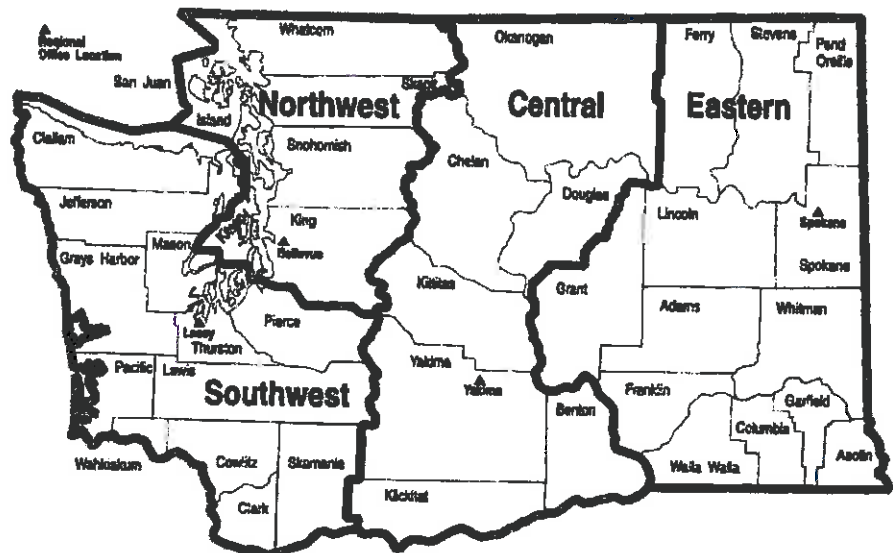 Regional
Office Location
San Juan
Whatcom
Okanogan
Ferry
Stevens
Pend
Oreille
Skagit
Northwest
Central
Eastern
Island
Clallam
Snohomish
Chelan
Douglas
Jefferson
King
Kitsap
Lincoln
Spokane
Bellevue
Mason
Grays Harbor
Spokane
Kittitas
Grant
Adams
Whitman
Pierce
Lacey
Thurston
Yakima
Yakima
Pacific
Lewis
Southwest
Benton
Franklin
Garfield
Columbia
Asotin
Walla Walla
Wahkiakum
Cowlitz
Skamania
Clark
Klickitat